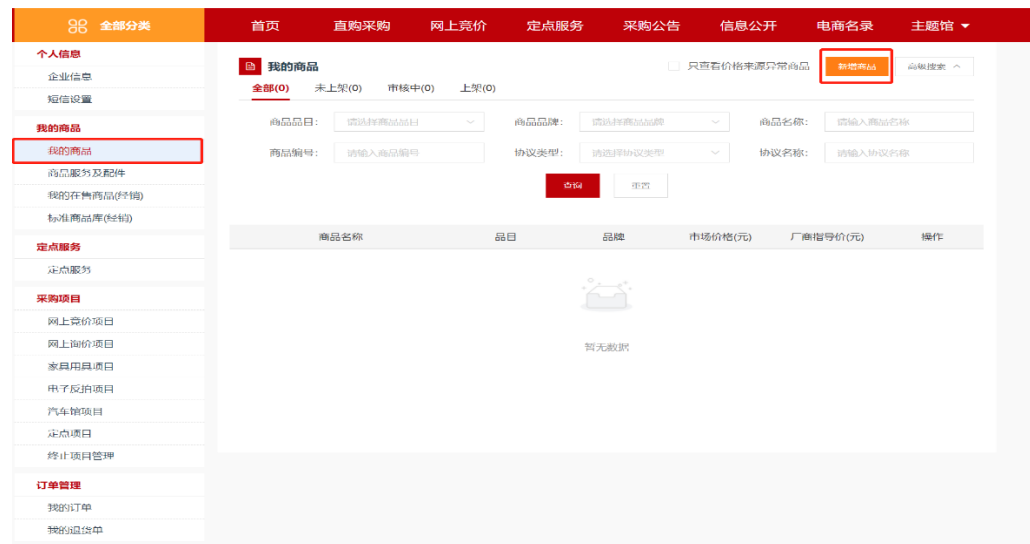 全部分类 首页 直购采购 网上竞价 定点服务 采购公告 信息公开 电商名录 主题馆
个人信息
企业信息
短信设置
我的商品
我的商品
商品服务及配件
我的在售商品(经销)
标准商品库(经销)
定点服务
定点服务
采购项目
网上竞价项目
网上询价项目
家具用具项目
电子反拍项目
汽车馆项目
定点项目
终止项目管理
订单管理
我的订单
我的退货单
我的商品 只查看价格来源异常商品 新增商品 高级搜索
全部(0) 未上架(0) 审核中(0) 上架(0)
商品品目： 请选择商品品目 商品品牌： 请选择商品品牌 商品名称： 请输入商品名称
商品编号： 请输入商品编号 协议类型： 请选择协议类型 协议名称： 请输入协议名称
查询 重置
商品名称 品目 品牌 市场价格(元) 厂商指导价(元) 操作
暂无数据